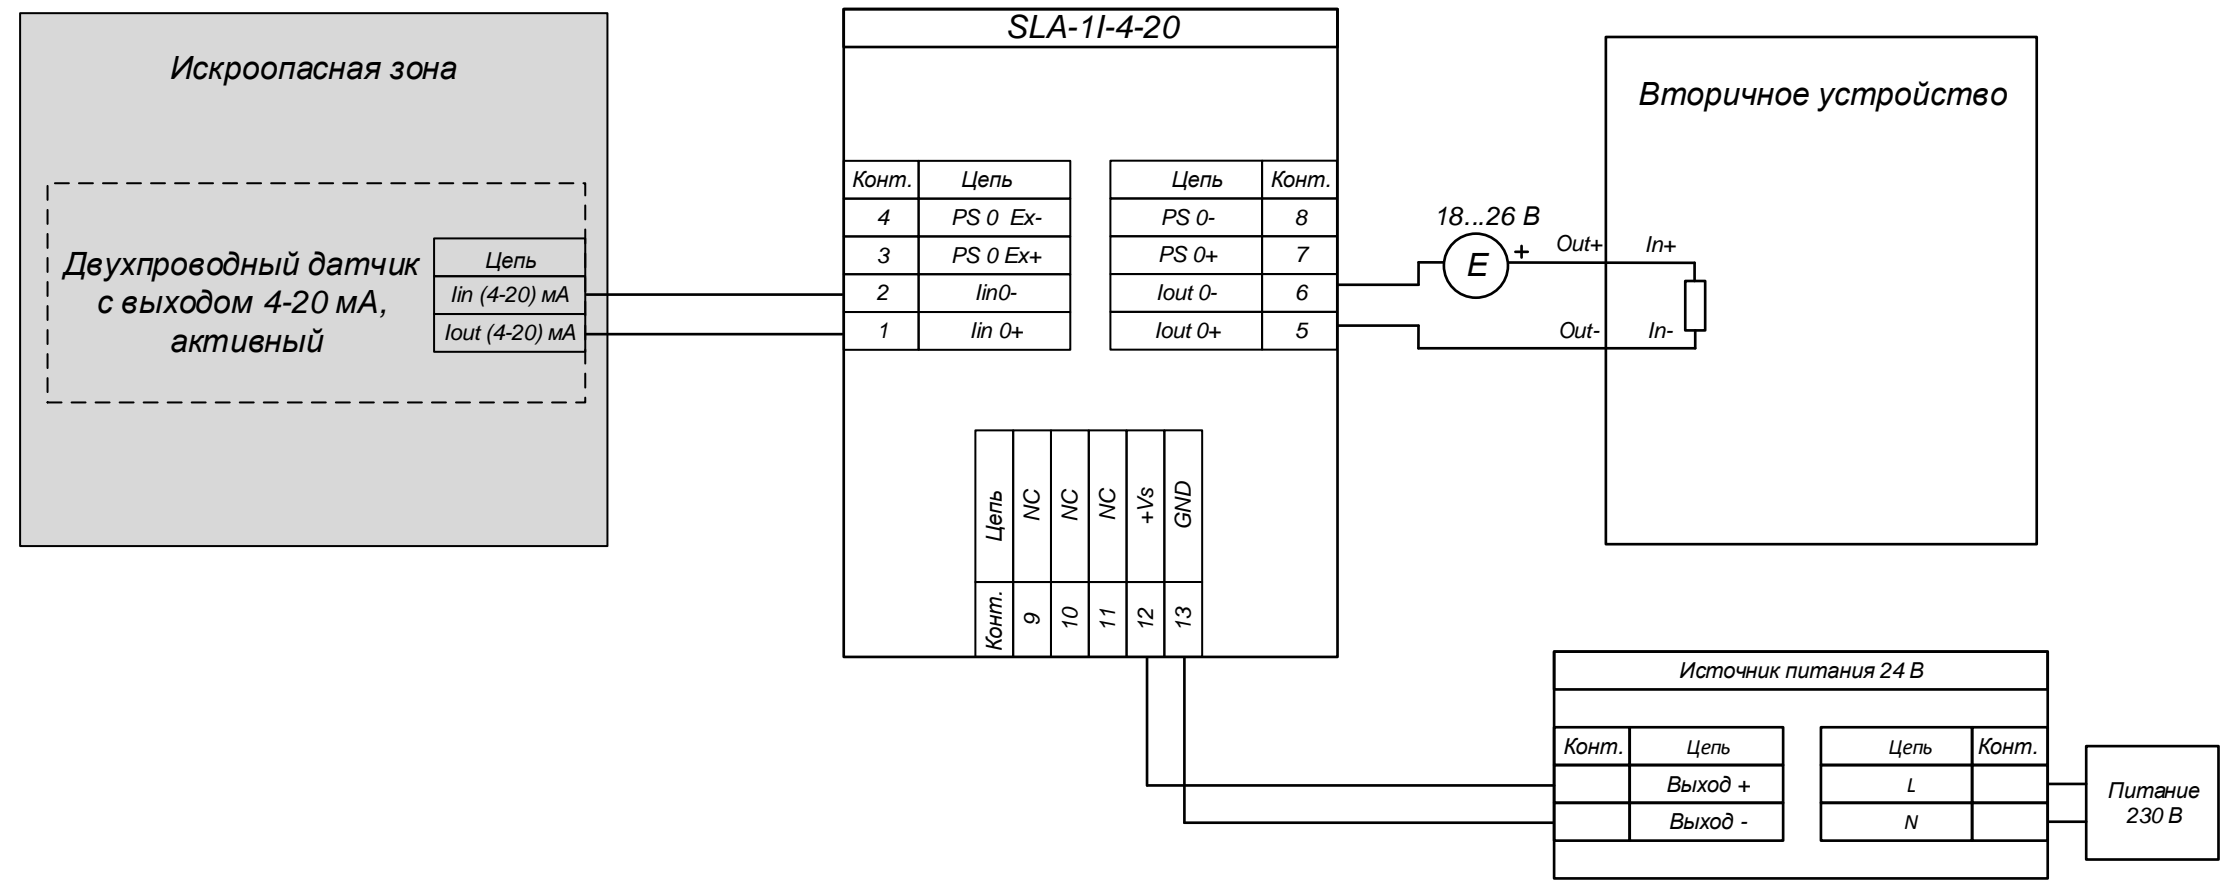 SLA-1I-4-20
Искроопасная зона
Вторичное устройство
Двухпроводный датчик
с выходом 4-20 мА,
активный
Цепь
Iin (4-20) мА
Iout (4-20) мА
Конт. Цепь
4 PS 0 Ex-
3 PS 0 Ex+
2 Iin0-
1 Iin 0+
Цепь Конт.
PS 0- 8
PS 0+ 7
Iout 0- 6
Iout 0+ 5
18...26 В
E
+
Out+ In+
Out- In-
Цепь NC NC NC +Vs GND
Конт. 9 10 11 12 13
Источник питания 24 В
Конт. Цепь
Выход +
Выход -
Цепь Конт.
L
N
Питание
230 В